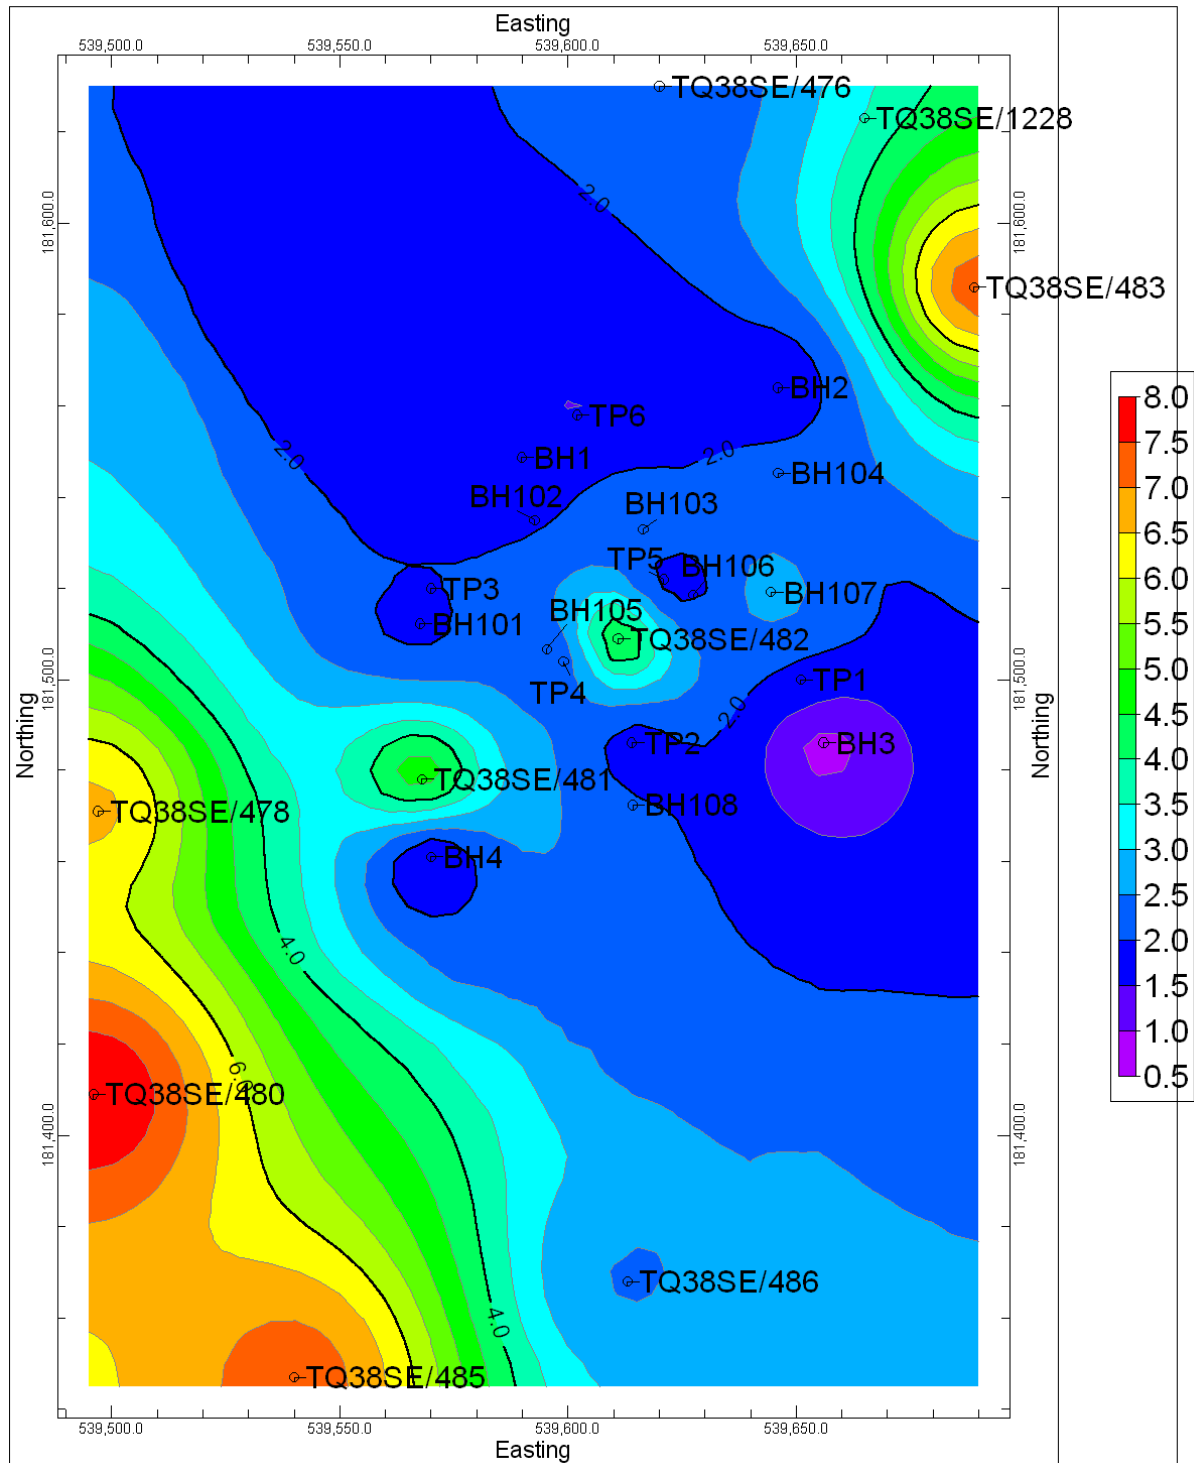 Easting
539,500.0 539,550.0 539,600.0 539,650.0
TQ38SE/476
TQ38SE/1228
2.0
181,600.0
181,600.0
TQ38SE/483
BH2
TP6
2.0
BH1
2.0
BH104
BH102
BH103
TP5
BH106
TP3
BH107
BH105
BH101
TQ38SE/482
TP4
TP1
181,500.0
181,500.0
2.0
Northing
Northing
TP2
BH3
TQ38SE/481
TQ38SE/478
BH108
BH4
4.0
6.0
TQ38SE/480
181,400.0
181,400.0
TQ38SE/486
4.0
TQ38SE/485
539,500.0 539,550.0 539,600.0 539,650.0
Easting
8.0
7.5
7.0
6.5
6.0
5.5
5.0
4.5
4.0
3.5
3.0
2.5
2.0
1.5
1.0
0.5